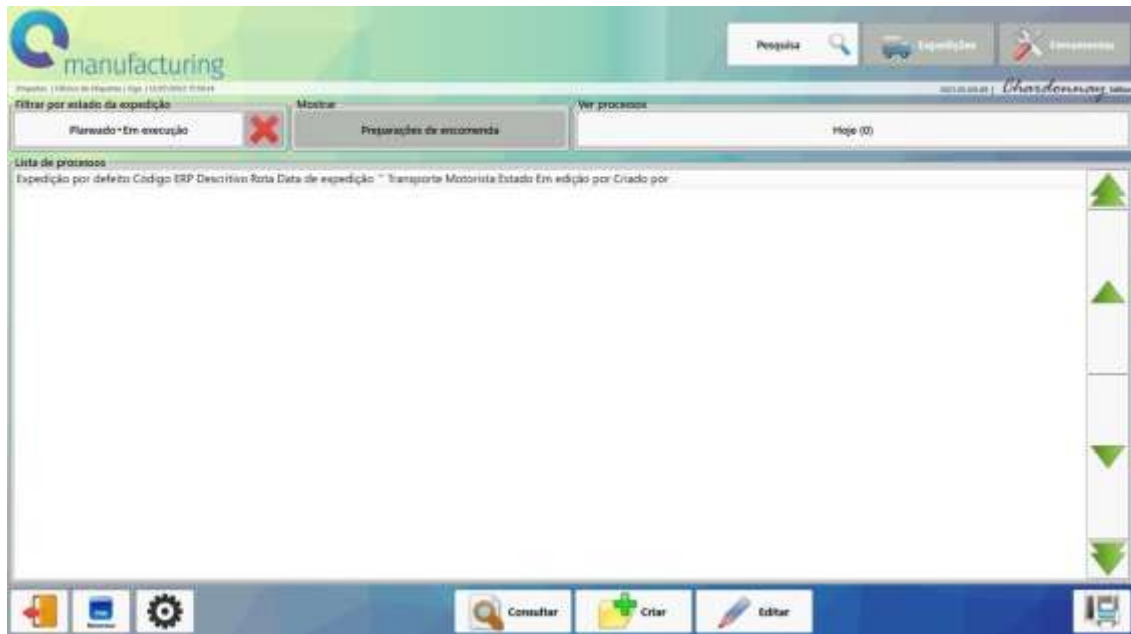 manufacturing
Pesquisa
Expedições
Ferramentas
Chardonnay
Filtrar por estado da expedição
Mostrar
Ver processos
Planeado*Em execução
Preparações de encomenda
Hoje (0)
Lista de processos
Expedição por defeito Código ERP Descritivo Rota Data de expedição ^ Transporte Motorista Estado Em edição por Criado por
Consultar
Criar
Editar